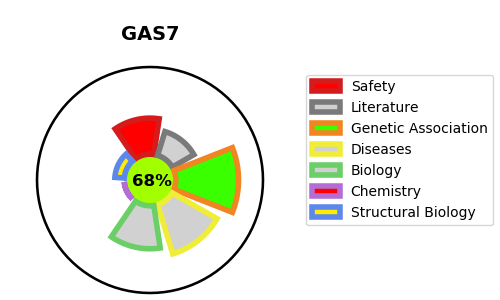 GAS7
68%
Safety
Literature
Genetic Association
Diseases
Biology
Chemistry
Structural Biology